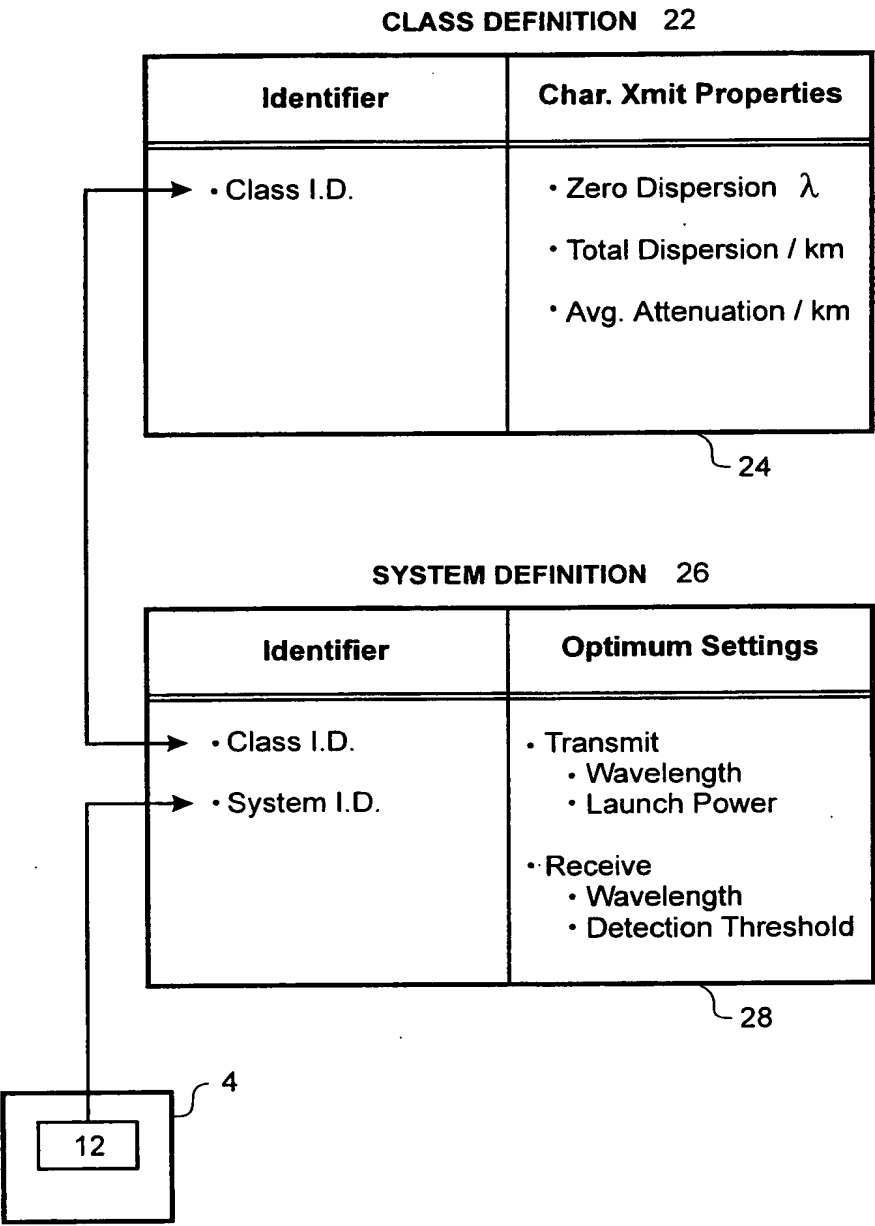 CLASS DEFINITION 22
Identifier
Char. Xmit Properties
• Class I.D.
• Zero Dispersion λ
• Total Dispersion / km
• Avg. Attenuation / km
24
SYSTEM DEFINITION 26
Identifier
Optimum Settings
• Class I.D.
• System I.D.
• Transmit
• Wavelength
• Launch Power
• Receive
• Wavelength
• Detection Threshold
28
4
12